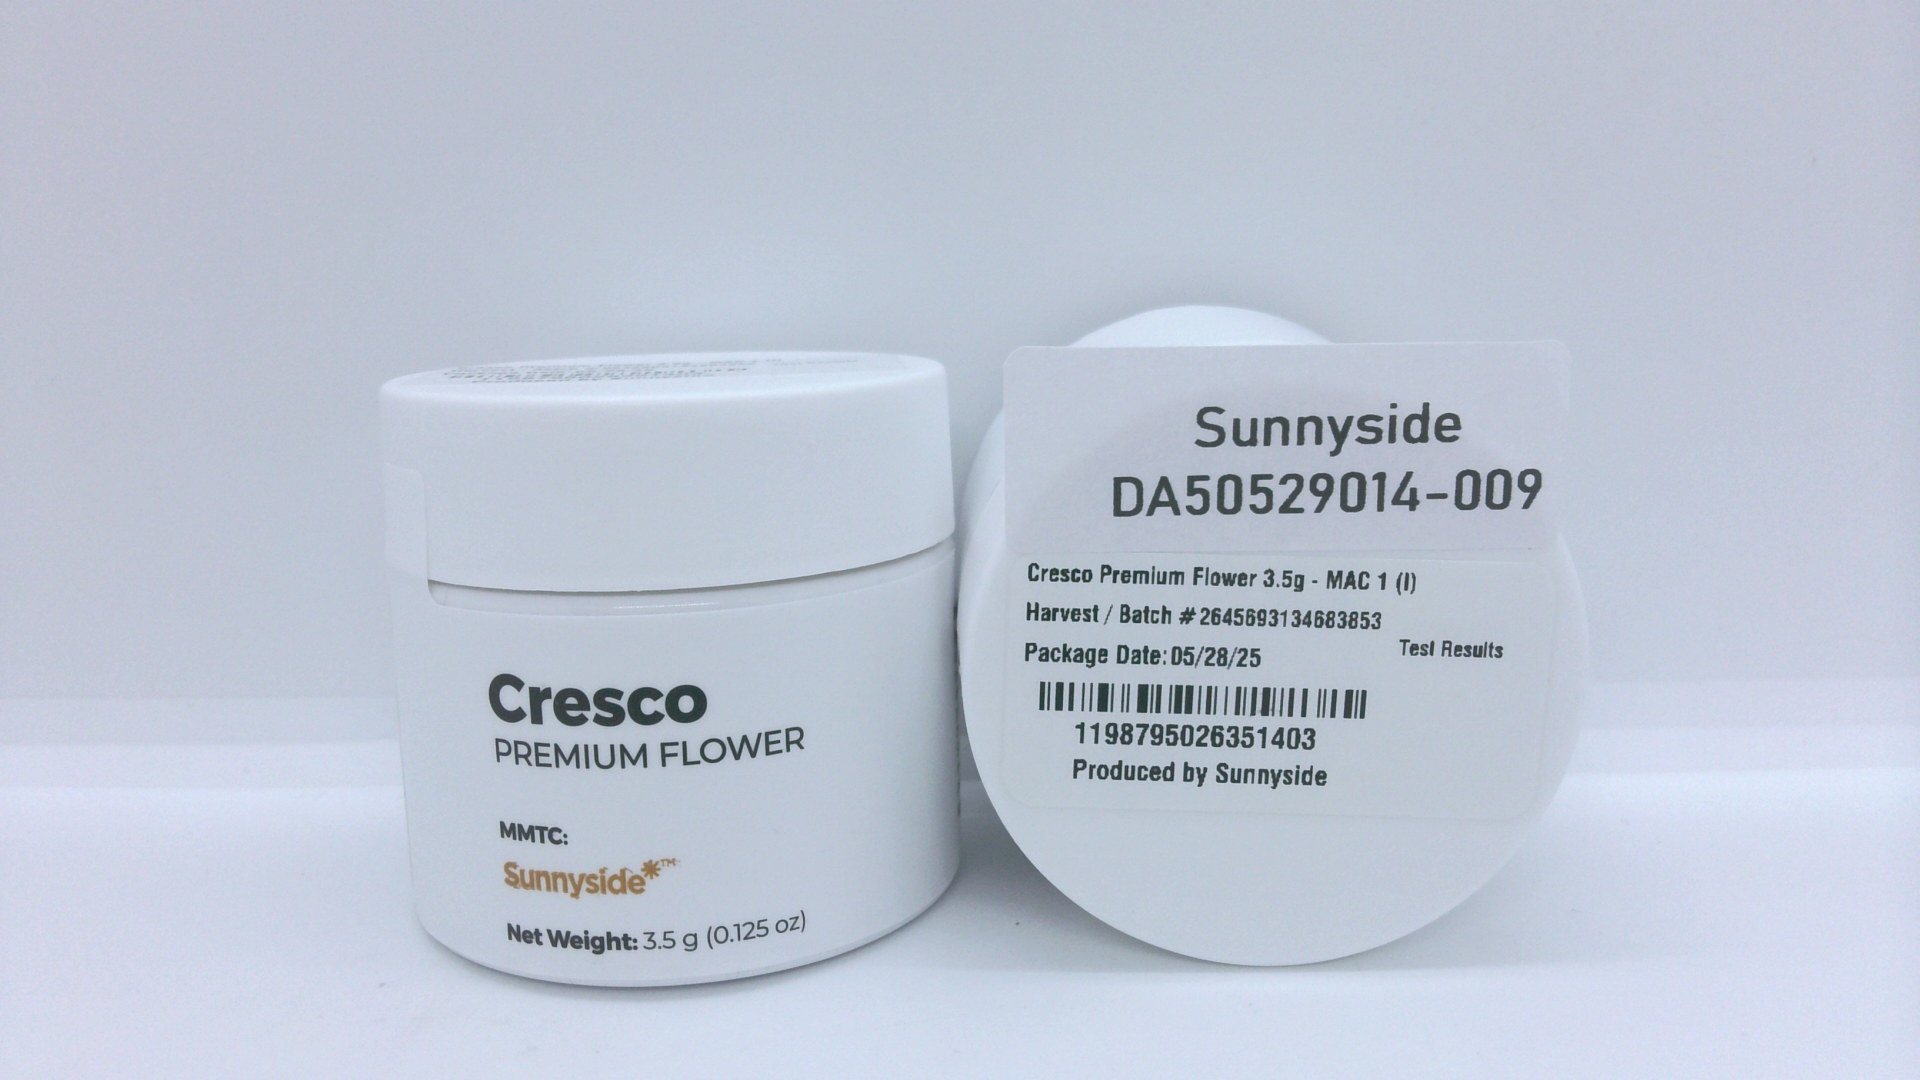 Cresco
PREMIUM FLOWER
MMTC:
Sunnyside*™
Net Weight: 3.5 g (0.125 oz)
Sunnyside
DA50529014-009
Cresco Premium Flower 3.5g - MAC 1 (I)
Harvest / Batch #2645693134683853
Test Results
Package Date: 05/28/25
1198795026351403
Produced by Sunnyside